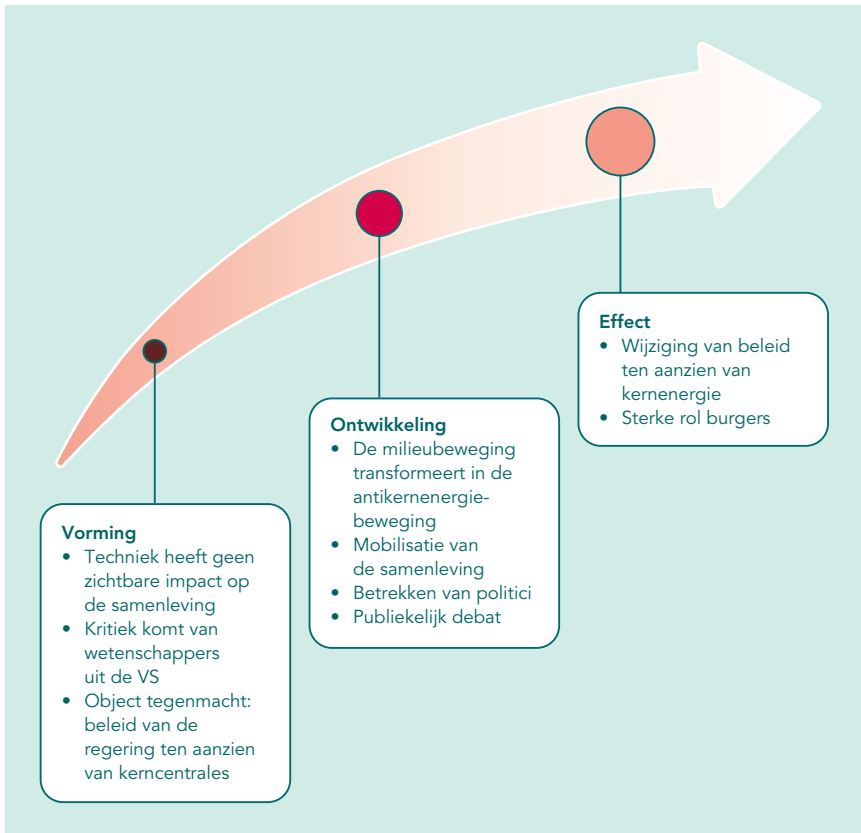 Vorming
• Techniek heeft geen
zichtbare impact op
de samenleving
• Kritiek komt van
wetenschappers
uit de VS
• Object tegenmacht:
beleid van de
regering ten aanzien
van kerncentrales
Ontwikkeling
• De milieubeweging
transformeert in de
antikernenergie-
beweging
• Mobilisatie van
de samenleving
• Betrekken van politici
• Publiekelijk debat
Effect
• Wijziging van beleid
ten aanzien van
kernenergie
• Sterke rol burgers